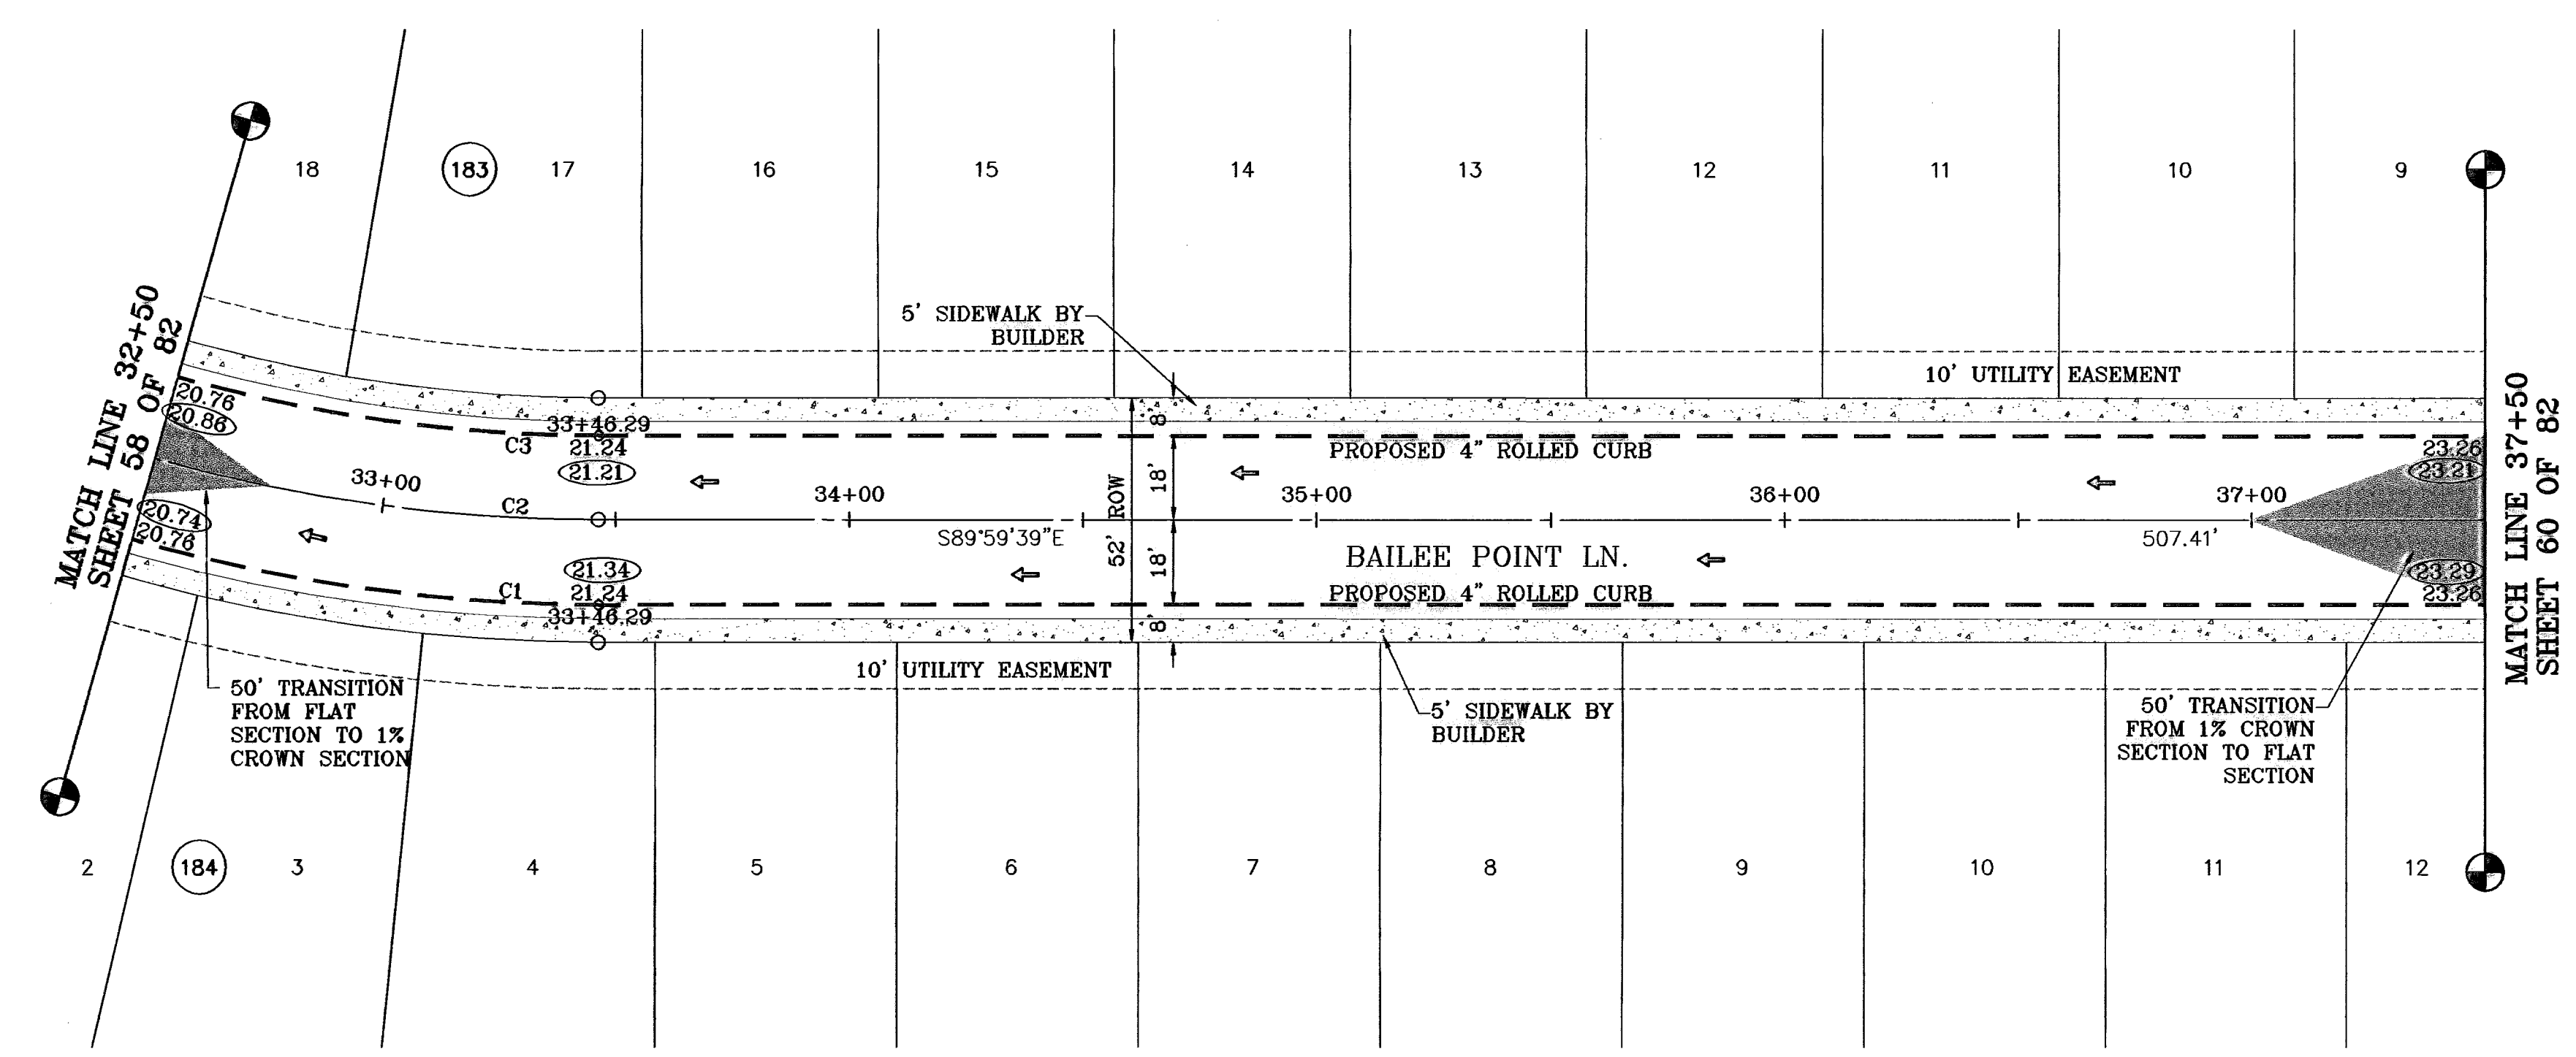 18
183
17
16
15
14
13
12
11
10
9
MATCH LINE 32+50
SHEET 58 OF 82
5' SIDEWALK BY
BUILDER
10' UTILITY EASEMENT
20.76
20.86
33+46.29
C3
21.24
21.21
8'
PROPOSED 4" ROLLED CURB
23.26
23.21
33+00
34+00
18'
52' ROW
35+00
36+00
37+00
C2
S89°59'39"E
507.41'
20.74
20.76
18'
BAILEE POINT LN.
21.34
C1
21.24
33+46.29
8'
PROPOSED 4" ROLLED CURB
23.29
23.26
MATCH LINE 37+50
SHEET 60 OF 82
10' UTILITY EASEMENT
50' TRANSITION
FROM FLAT
SECTION TO 1%
CROWN SECTION
5' SIDEWALK BY
BUILDER
50' TRANSITION
FROM 1% CROWN
SECTION TO FLAT
SECTION
2
184
3
4
5
6
7
8
9
10
11
12